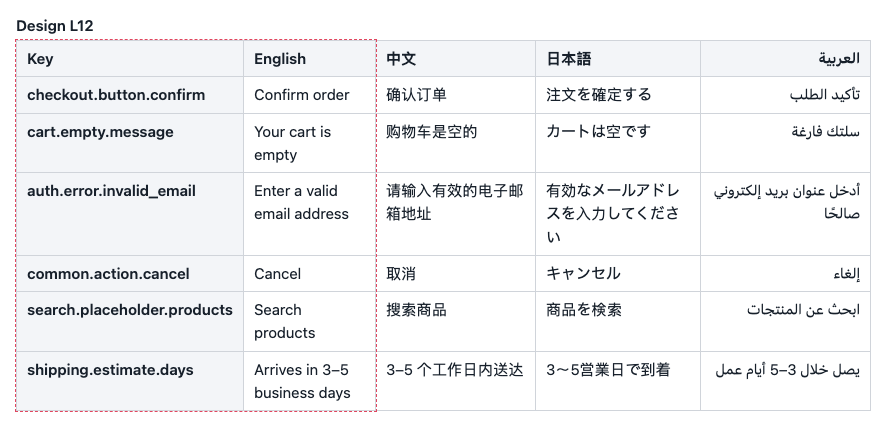 Design L12
Key English 中文 日本語 العربية
checkout.button.confirm Confirm order 确认订单 注文を確定する تأكيد الطلب
cart.empty.message Your cart is 购物车是空的 カートは空です سلتك فارغة
empty
auth.error.invalid_email Enter a valid 请输入有效的电子邮 有効なメールアドレ أدخل عنوان بريد إلكتروني
email address 箱地址 スを入力してくださ صالحًا
い
common.action.cancel Cancel 取消 キャンセル إلغاء
search.placeholder.products Search 搜索商品 商品を検索 ابحث عن المنتجات
products
shipping.estimate.days Arrives in 3–5 3–5 个工作日内送达 3〜5営業日で到着 يصل خلال 3–5 أيام عمل
business days